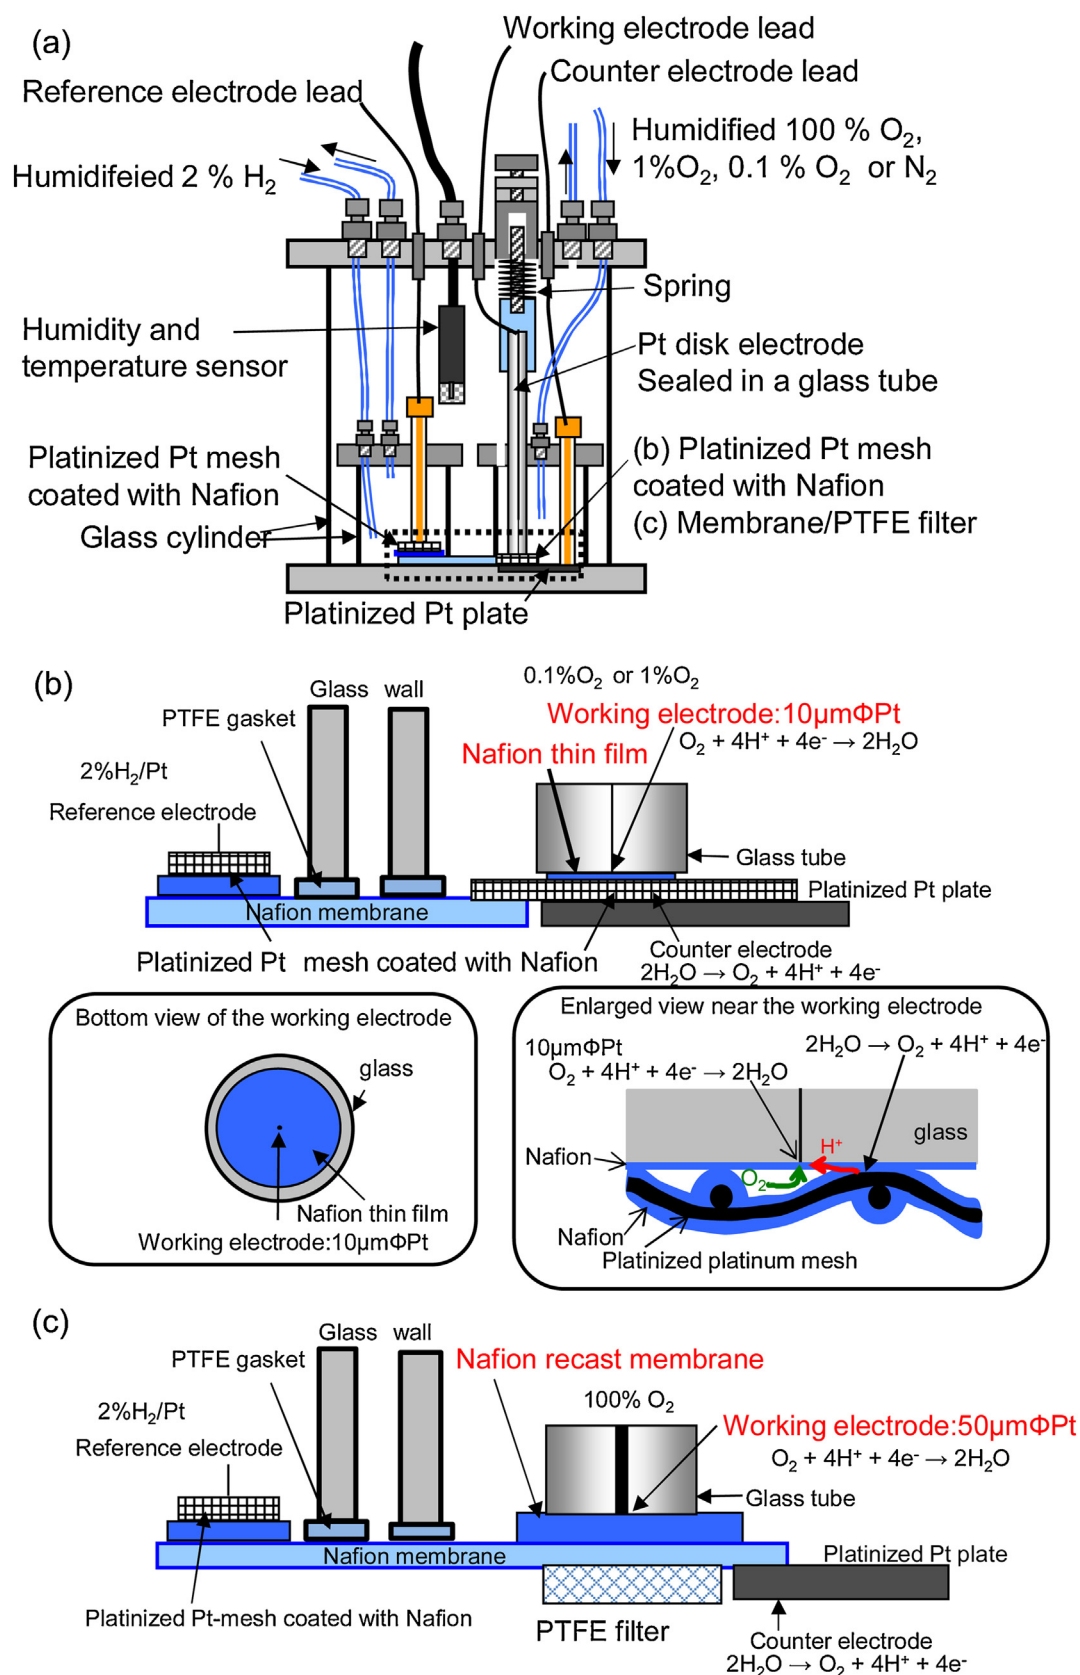 (a)
Working electrode lead
Counter electrode lead
Reference electrode lead
Humidified 100 % O₂,
1%O₂, 0.1 % O₂ or N₂
Humidifeied 2 % H₂
Spring
Humidity and
temperature sensor
Pt disk electrode
Sealed in a glass tube
Platinized Pt mesh
coated with Nafion
(b) Platinized Pt mesh
coated with Nafion
(c) Membrane/PTFE filter
Glass cylinder
Platinized Pt plate
(b)
0.1%O₂ or 1%O₂
Glass wall
PTFE gasket
Working electrode:10μmΦPt
O₂ + 4H⁺ + 4e⁻ → 2H₂O
Nafion thin film
2%H₂/Pt
Reference electrode
Glass tube
Platinized Pt plate
Nafion membrane
Platinized Pt mesh coated with Nafion
Counter electrode
2H₂O → O₂ + 4H⁺ + 4e⁻
Bottom view of the working electrode
glass
Nafion thin film
Working electrode:10μmΦPt
Enlarged view near the working electrode
2H₂O → O₂ + 4H⁺ + 4e⁻
10μmΦPt
O₂ + 4H⁺ + 4e⁻ → 2H₂O
glass
H⁺
Nafion
O₂
Nafion
Platinized platinum mesh
(c)
Glass wall
PTFE gasket
Nafion recast membrane
100% O₂
2%H₂/Pt
Working electrode:50μmΦPt
Reference electrode
O₂ + 4H⁺ + 4e⁻ → 2H₂O
Glass tube
Nafion membrane
Platinized Pt plate
Platinized Pt-mesh coated with Nafion
PTFE filter
Counter electrode
2H₂O → O₂ + 4H⁺ + 4e⁻